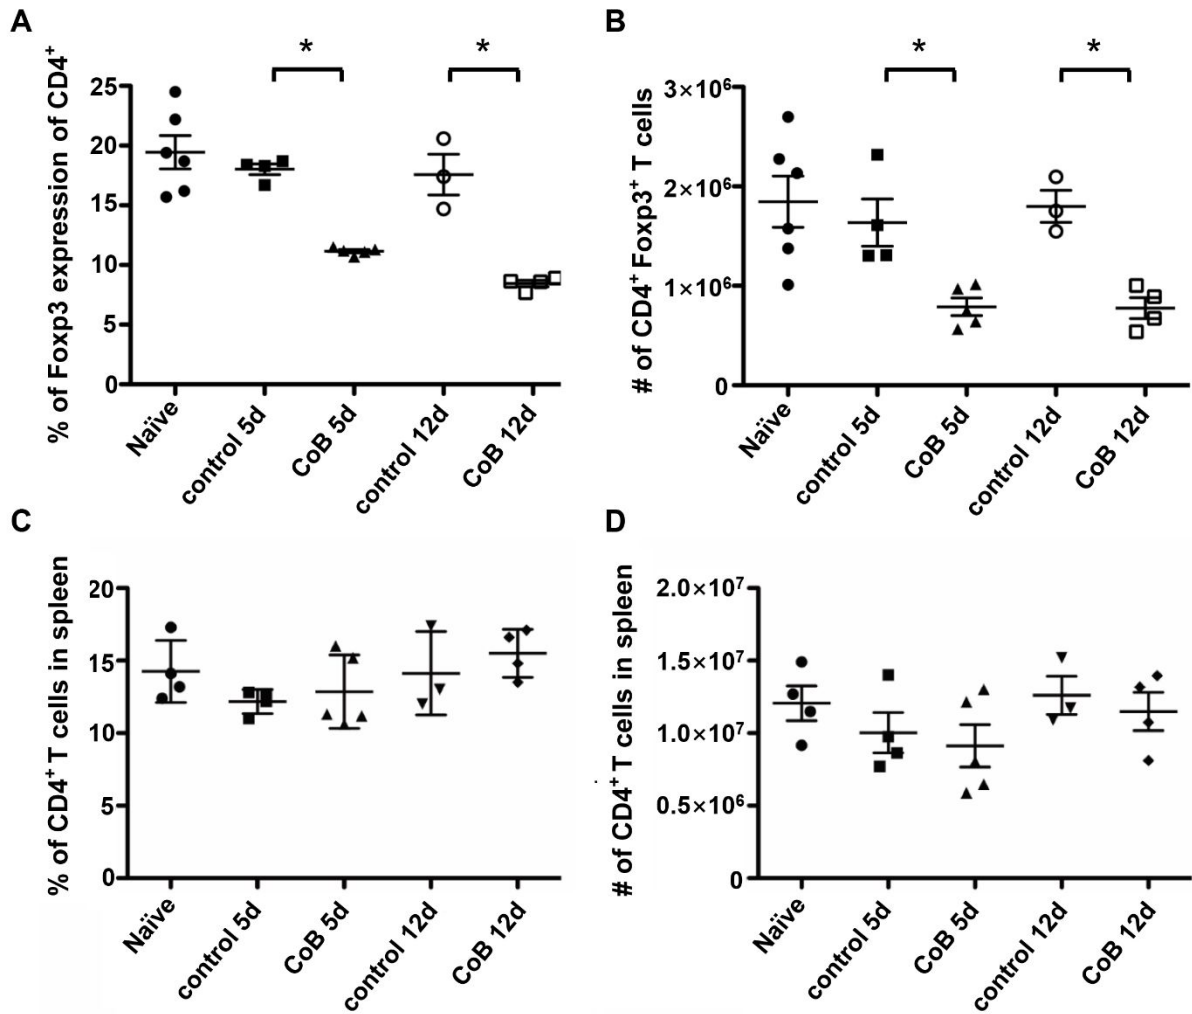 A
% of Foxp3 expression of CD4⁺
* *
25
20
15
10
5
0
Naïve
control 5d
CoB 5d
control 12d
CoB 12d
B
# of CD4⁺ Foxp3⁺ T cells
* *
3×10⁶
2×10⁶
1×10⁶
0
Naïve
control 5d
CoB 5d
control 12d
CoB 12d
C
% of CD4⁺ T cells in spleen
20
15
10
5
0
Naïve
control 5d
CoB 5d
control 12d
CoB 12d
D
# of CD4⁺ T cells in spleen
2.0×10⁷
1.5×10⁷
1.0×10⁷
0.5×10⁶
0
Naïve
control 5d
CoB 5d
control 12d
CoB 12d